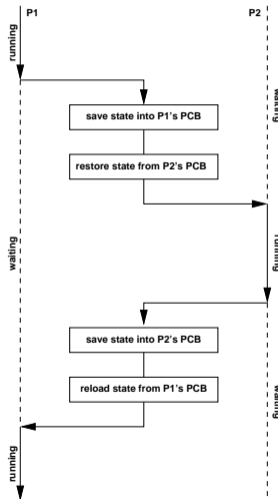 P1
P2
running
waiting
save state into P1's PCB
restore state from P2's PCB
waiting
running
save state into P2's PCB
reload state from P1's PCB
waiting
running